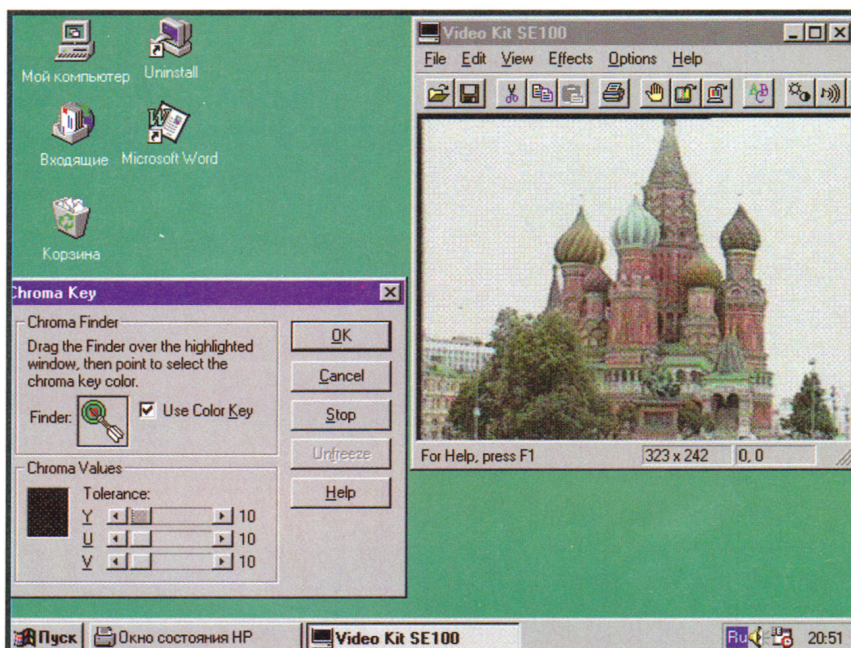 Мой компьютер
Uninstall
Входящие
Microsoft Word
Корзина
Video Kit SE100
File Edit View Effects Options Help
For Help, press F1
323 x 242
0, 0
Chroma Key
Chroma Finder
Drag the Finder over the highlighted
window, then point to select the
chroma key color.
Finder:
Use Color Key
Chroma Values
Tolerance:
Y 10
U 10
V 10
OK
Cancel
Stop
Unfreeze
Help
Пуск
Окно состояния HP
Video Kit SE100
Ru
20:51